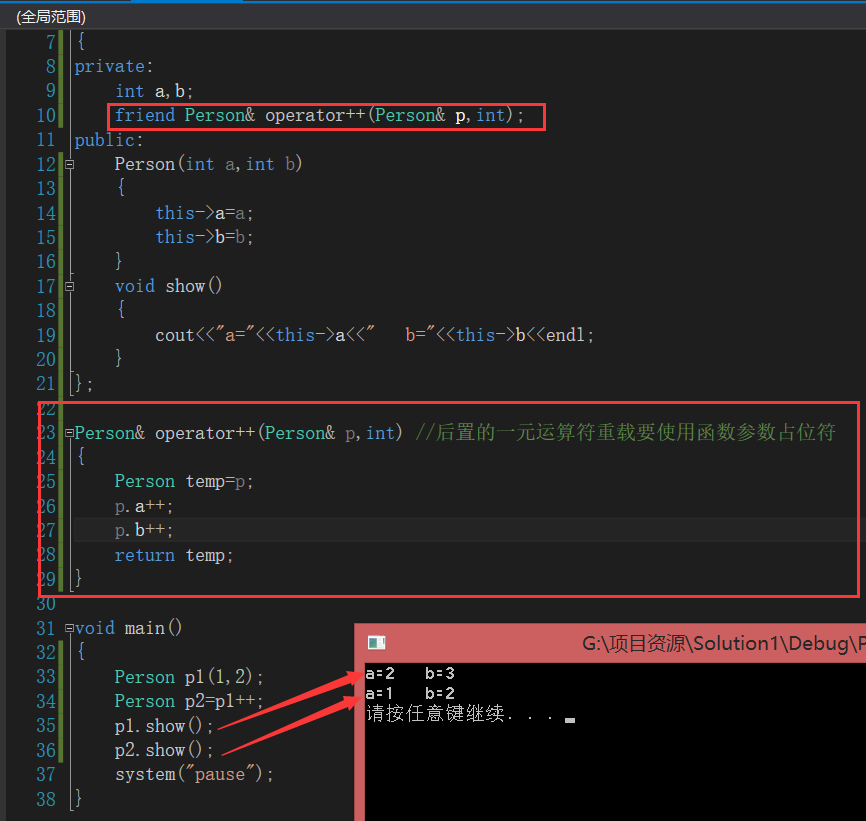 (全局范围)
7 {
8 private:
9 int a,b;
10 friend Person& operator++(Person& p,int);
11 public:
12 Person(int a,int b)
13 {
14 this->a=a;
15 this->b=b;
16 }
17 void show()
18 {
19 cout<<"a="<<this->a<<"   b="<<this->b<<endl;
20 }
21 };
22
23 Person& operator++(Person& p,int) //后置的一元运算符重载要使用函数参数占位符
24 {
25 Person temp=p;
26 p.a++;
27 p.b++;
28 return temp;
29 }
30
31 void main()
32 {
33 Person p1(1,2);
34 Person p2=p1++;
35 p1.show();
36 p2.show();
37 system("pause");
38 }
G:\项目资源\Solution1\Debug\P
a=2   b=3
a=1   b=2
请按任意键继续. . .